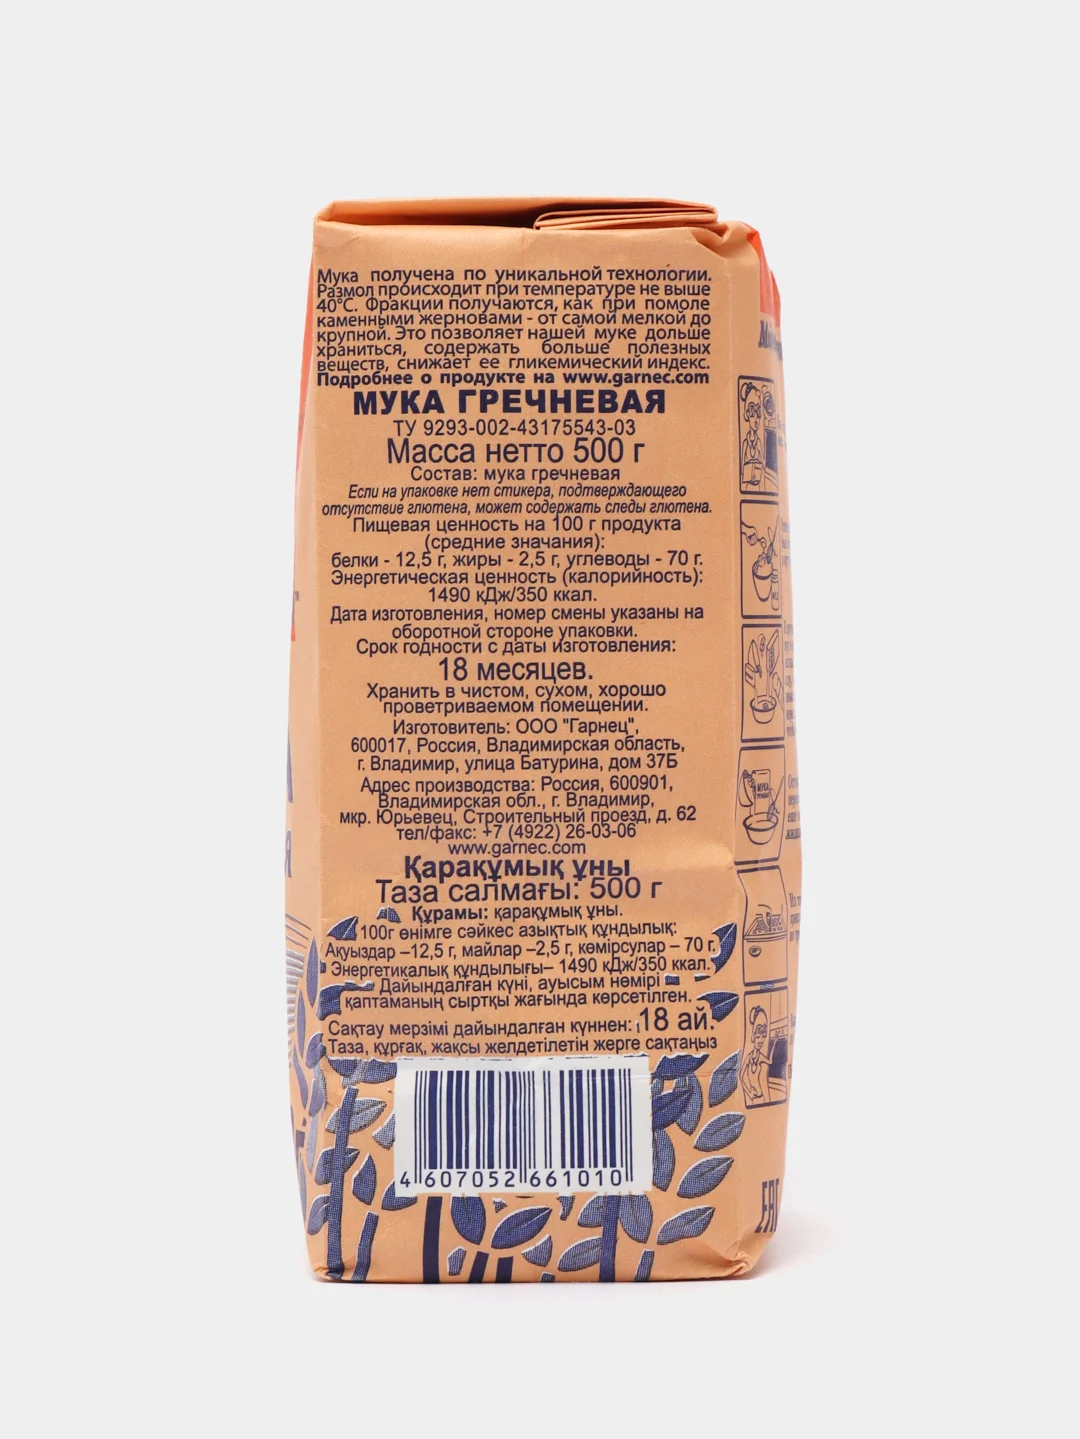 Мука получена по уникальной технологии.
Размол происходит при температуре не выше
40°С. Фракции получаются, как при помоле
каменными жерновами - от самой мелкой до
крупной. Это позволяет нашей муке дольше
храниться, содержать больше полезных
веществ, снижает ее гликемический индекс.
Подробнее о продукте на www.garnec.com
МУКА ГРЕЧНЕВАЯ
ТУ 9293-002-43175543-03
Масса нетто 500 г
Состав: мука гречневая
Если на упаковке нет стикера, подтверждающего
отсутствие глютена, может содержать следы глютена.
Пищевая ценность на 100 г продукта
(средние значания):
белки - 12,5 г, жиры - 2,5 г, углеводы - 70 г.
Энергетическая ценность (калорийность):
1490 кДж/350 ккал.
Дата изготовления, номер смены указаны на
оборотной стороне упаковки.
Срок годности с даты изготовления:
18 месяцев.
Хранить в чистом, сухом, хорошо
проветриваемом помещении.
Изготовитель: ООО "Гарнец",
600017, Россия, Владимирская область,
г. Владимир, улица Батурина, дом 37Б
Адрес производства: Россия, 600901,
Владимирская обл., г. Владимир,
мкр. Юрьевец, Строительный проезд, д. 62
тел/факс: +7 (4922) 26-03-06
www.garnec.com
Қарақұмық ұны
Таза салмағы: 500 г
Құрамы: қарақұмық ұны.
100г өнімге сәйкес азықтық құндылық:
Ақуыздар –12,5 г, майлар –2,5 г, көмірсулар – 70 г.
Энергетикалық құндылығы– 1490 кДж/350 ккал.
Дайындалған күні, ауысым нөмірі
қаптаманың сыртқы жағында көрсетілген.
Сақтау мерзімі дайындалған күннен: 18 ай.
Таза, құрғақ, жақсы желдетілетін жерге сақтаңыз
4 607052 661010
МУКА
EAC